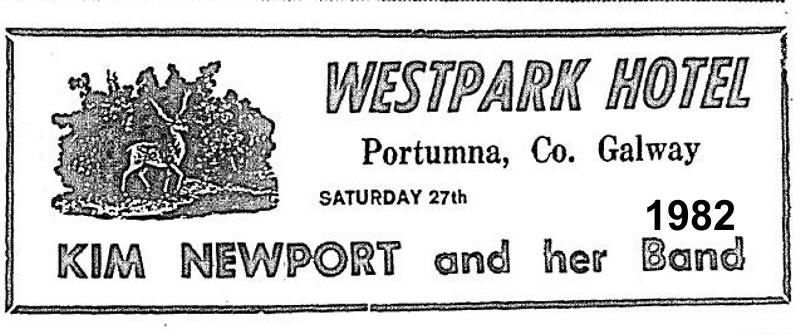 WESTPARK HOTEL
Portumna, Co. Galway
SATURDAY 27th
1982
KIM NEWPORT and her Band